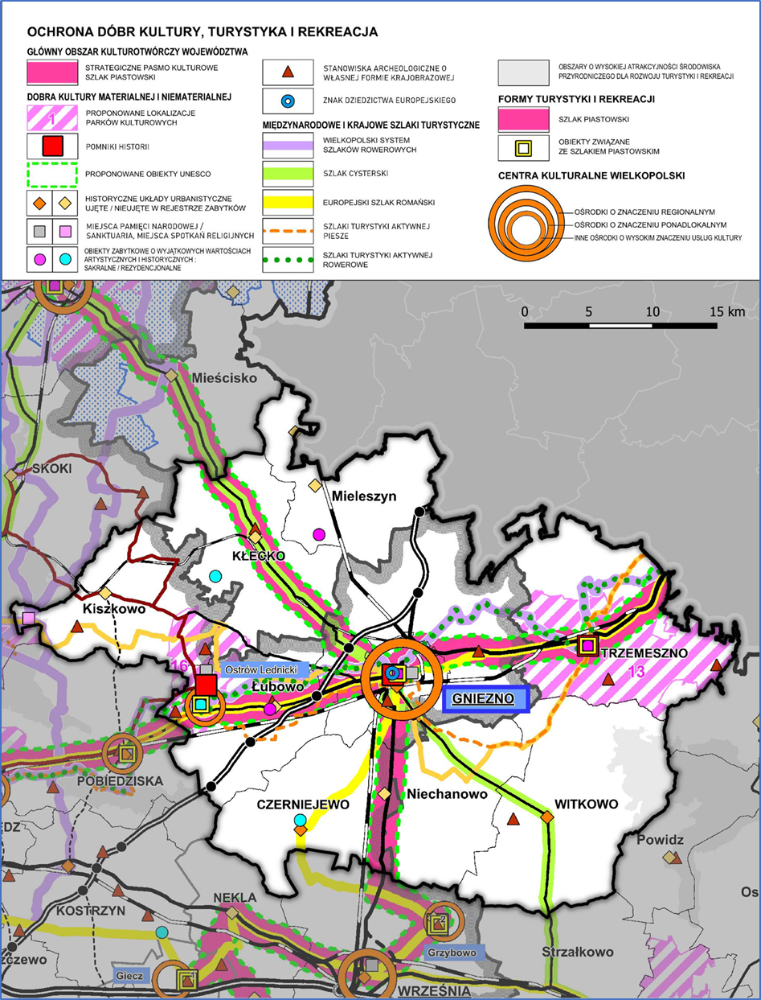 OCHRONA DÓBR KULTURY, TURYSTYKA I REKREACJA
GŁÓWNY OBSZAR KULTUROTWÓRCZY WOJEWÓDZTWA
STRATEGICZNE PASMO KULTUROWE
SZLAK PIASTOWSKI
DOBRA KULTURY MATERIALNEJ I NIEMATERIALNEJ
1
PROPONOWANE LOKALIZACJE
PARKÓW KULTUROWYCH
POMNIKI HISTORII
PROPONOWANE OBIEKTY UNESCO
HISTORYCZNE UKŁADY URBANISTYCZNE
UJĘTE / NIEUJĘTE W REJESTRZE ZABYTKÓW
MIEJSCA PAMIĘCI NARODOWEJ /
SANKTUARIA, MIEJSCA SPOTKAŃ RELIGIJNYCH
OBIEKTY ZABYTKOWE O WYJĄTKOWYCH WARTOŚCIACH
ARTYSTYCZNYCH I HISTORYCZNYCH :
SAKRALNE / REZYDENCJONALNE
STANOWISKA ARCHEOLOGICZNE O
WŁASNEJ FORMIE KRAJOBRAZOWEJ
ZNAK DZIEDZICTWA EUROPEJSKIEGO
MIĘDZYNARODOWE I KRAJOWE SZLAKI TURYSTYCZNE
WIELKOPOLSKI SYSTEM
SZLAKÓW ROWEROWYCH
SZLAK CYSTERSKI
EUROPEJSKI SZLAK ROMAŃSKI
SZLAKI TURYSTYKI AKTYWNEJ
PIESZE
SZLAKI TURYSTYKI AKTYWNEJ
ROWEROWE
OBSZARY O WYSOKIEJ ATRAKCYJNOŚCI ŚRODOWISKA
PRZYRODNICZEGO DLA ROZWOJU TURYSTYKI I REKREACJI
FORMY TURYSTYKI I REKREACJI
SZLAK PIASTOWSKI
OBIEKTY ZWIĄZANE
ZE SZLAKIEM PIASTOWSKIM
CENTRA KULTURALNE WIELKOPOLSKI
OŚRODKI O ZNACZENIU REGIONALNYM
OŚRODKI O ZNACZENIU PONADLOKALNYM
INNE OŚRODKI O WYSOKIM ZNACZENIU USŁUG KULTURY
0 5 10 15 km
Mieścisko
SKOKI
Mieleszyn
KŁECKO
Kiszkowo
TRZEMESZNO
16
Ostrów Lednicki
13
Łubowo
GNIEZNO
POBIEDZISKA
Niechanowo
CZERNIEJEWO
WITKOWO
EDZ
Powidz
NEKLA
Os
KOSTRZYN
2
Grzybowo
Strzałkowo
zczewo
Giecz
1
WRZEŚNIA